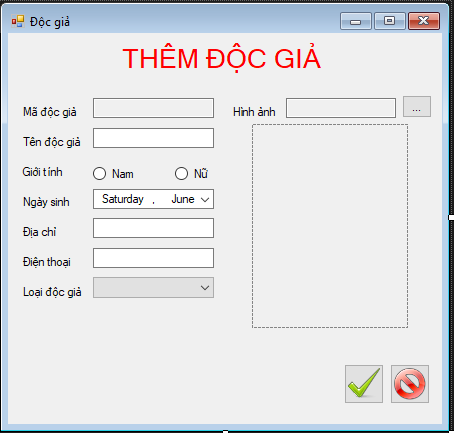 Độc giả
THÊM ĐỘC GIẢ
Mã độc giả
Hình ảnh
...
Tên độc giả
Giới tính
Nam
Nữ
Ngày sinh
Saturday , June
Địa chỉ
Điện thoại
Loại độc giả